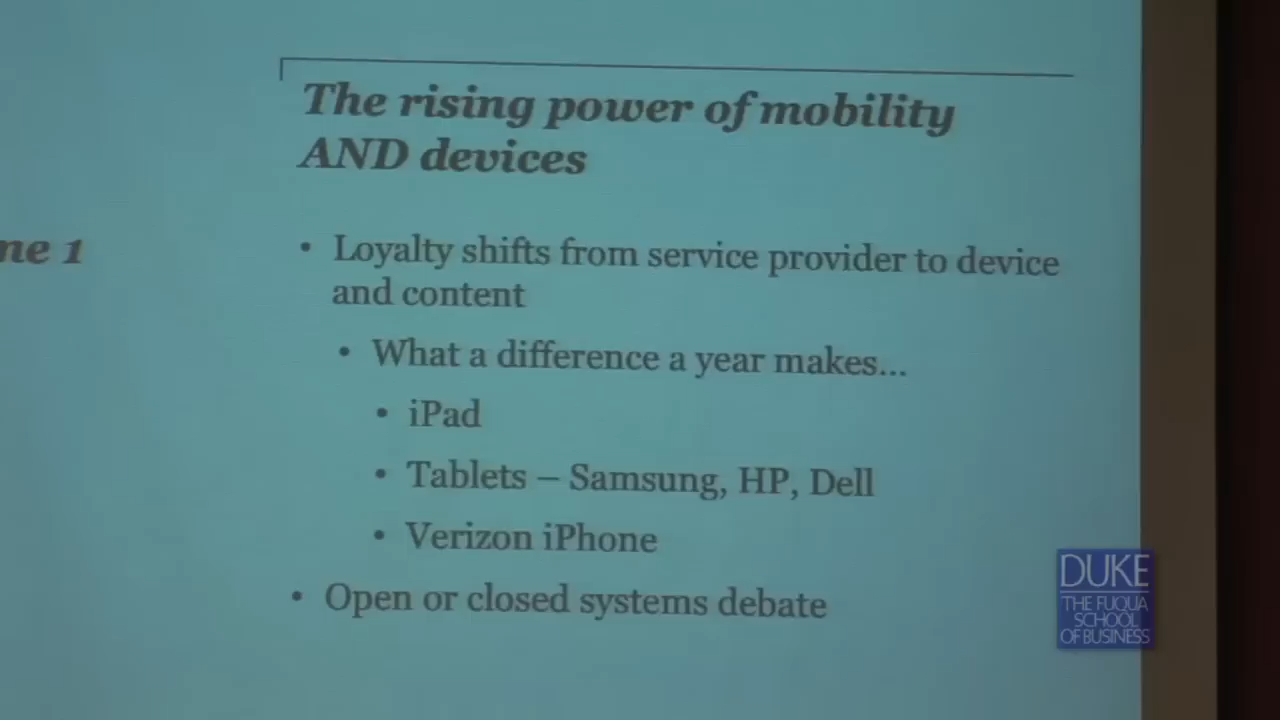 The rising power of mobility
AND devices
ne 1
• Loyalty shifts from service provider to device
and content
• What a difference a year makes...
• iPad
• Tablets – Samsung, HP, Dell
• Verizon iPhone
• Open or closed systems debate
DUKE
THE FUQUA
SCHOOL
OF BUSINESS